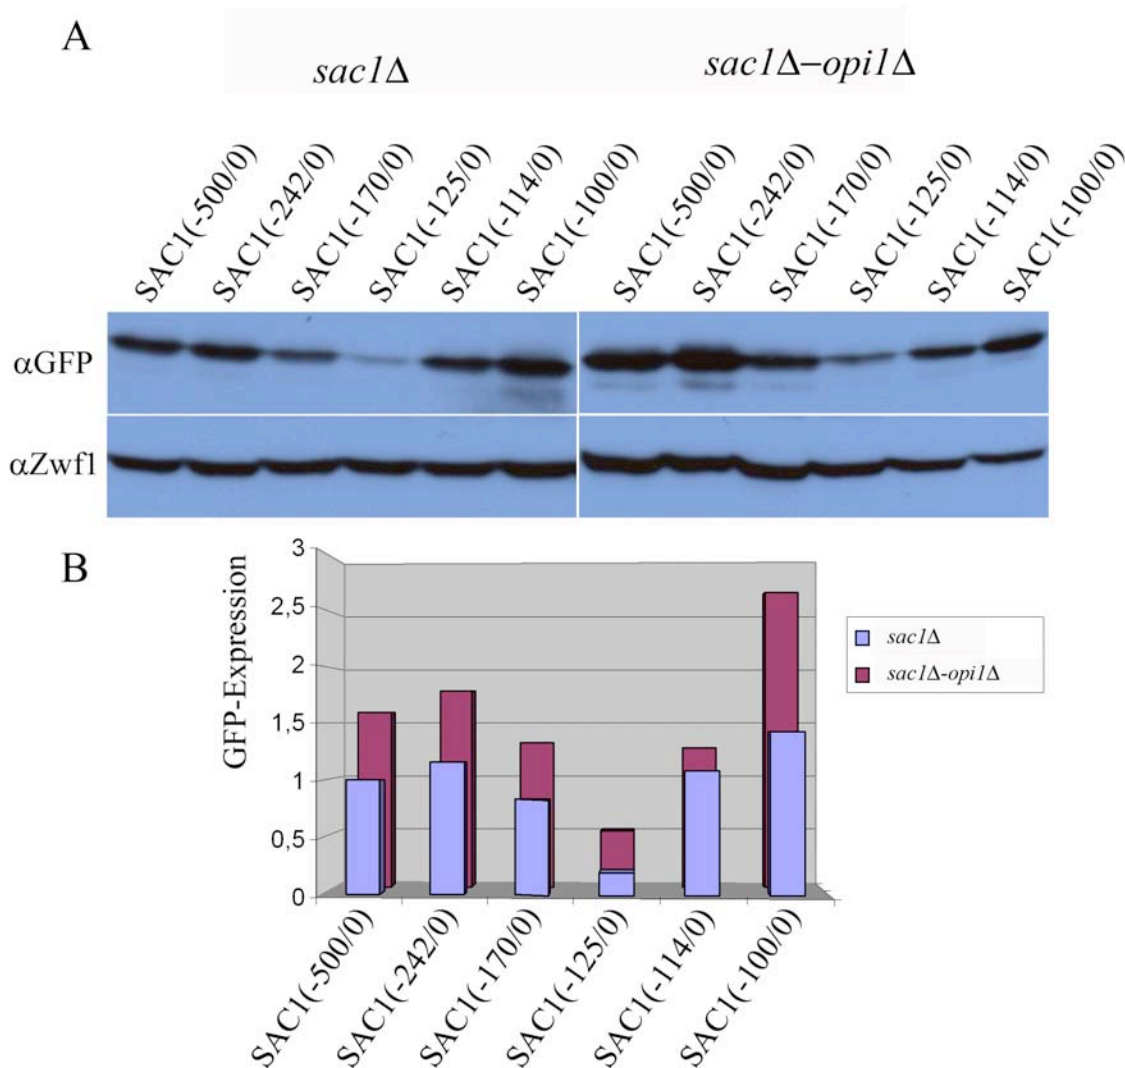 A
sac1Δ
sac1Δ–opi1Δ
SAC1(-500/0)
SAC1(-242/0)
SAC1(-170/0)
SAC1(-125/0)
SAC1(-114/0)
SAC1(-100/0)
SAC1(-500/0)
SAC1(-242/0)
SAC1(-170/0)
SAC1(-125/0)
SAC1(-114/0)
SAC1(-100/0)
αGFP
αZwf1
B
GFP-Expression
3
2,5
2
1,5
1
0,5
0
sac1Δ
sac1Δ-opi1Δ
SAC1(-500/0)
SAC1(-242/0)
SAC1(-170/0)
SAC1(-125/0)
SAC1(-114/0)
SAC1(-100/0)